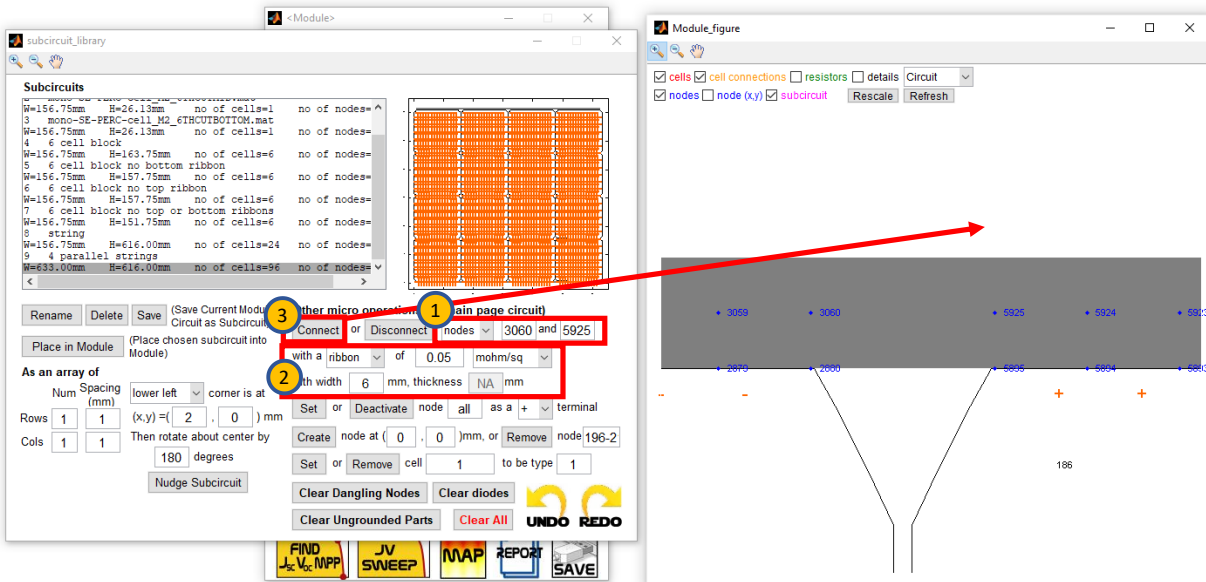 <Module>
subcircuit_library
Subcircuits
W=156.75mm H=26.13mm no of cells=1 no of nodes=
3 mono-SE-PERC-cell_M2_6THCUTBOTTOM.mat
W=156.75mm H=26.13mm no of cells=1 no of nodes=
4 6 cell block
W=156.75mm H=163.75mm no of cells=6 no of nodes=
5 6 cell block no bottom ribbon
W=156.75mm H=157.75mm no of cells=6 no of nodes=
6 6 cell block no top ribbon
W=156.75mm H=157.75mm no of cells=6 no of nodes=
7 6 cell block no top or bottom ribbons
W=156.75mm H=151.75mm no of cells=6 no of nodes=
8 string
W=156.75mm H=616.00mm no of cells=24 no of nodes=
9 4 parallel strings
W=633.00mm H=616.00mm no of cells=96 no of nodes=
Rename Delete Save (Save Current Modu
Circuit as Subcircuit
Place in Module (Place chosen subcircuit into
Module)
As an array of
Num Spacing
(mm)
lower left corner is at
Rows 1 1 (x,y) =( 2 , 0 ) mm
Cols 1 1 Then rotate about center by
180 degrees
Nudge Subcircuit
3
1
ther micro operation ain page circuit)
Connect or Disconnect nodes 3060 and 5925
with a ribbon of 0.05 mohm/sq
2
ith width 6 mm, thickness NA mm
Set or Deactivate node all as a + terminal
Create node at ( 0 , 0 )mm, or Remove node 196-2
Set or Remove cell 1 to be type 1
Clear Dangling Nodes Clear diodes
Clear Ungrounded Parts Clear All
UNDO REDO
FIND
Jsc Voc MPP
JV
SWEEP
MAP
REPORT
SAVE
Module_figure
cells cell connections resistors details Circuit
nodes node (x,y) subcircuit Rescale Refresh
3059 3060 5925 5924 5923
2879 2880 5895 5894 5893
- - + +
186